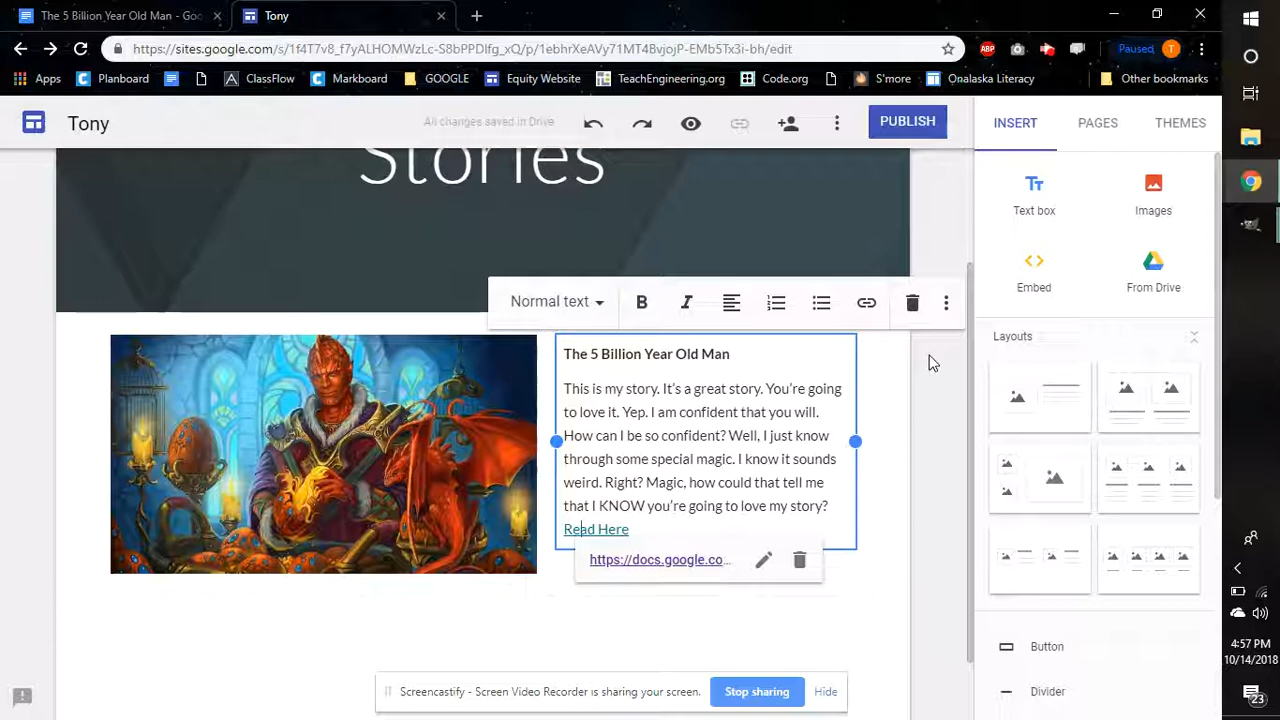 The 5 Billion Year Old Man - Goo
Tony
https://sites.google.com/s/1f4T7v8_f7yALHOMWzLc-S8bPPDlfg_xQ/p/1ebhrXeAVy71MT4BvjojP-EMb5Tx3i-bh/edit
ABP
Paused
T
Apps
Planboard
ClassFlow
Markboard
GOOGLE
Equity Website
TeachEngineering.org
Code.org
S'more
Onalaska Literacy
Other bookmarks
Tony
All changes saved in Drive
PUBLISH
INSERT
PAGES
THEMES
Stories
Tt
Text box
Images
Embed
From Drive
Normal text
B
I
Layouts
The 5 Billion Year Old Man
This is my story. It's a great story. You're going
to love it. Yep. I am confident that you will.
How can I be so confident? Well, I just know
through some special magic. I know it sounds
weird. Right? Magic, how could that tell me
that I KNOW you're going to love my story?
Read Here
https://docs.google.co...
Button
Divider
Screencastify - Screen Video Recorder is sharing your screen.
Stop sharing
Hide
4:57 PM
10/14/2018
23